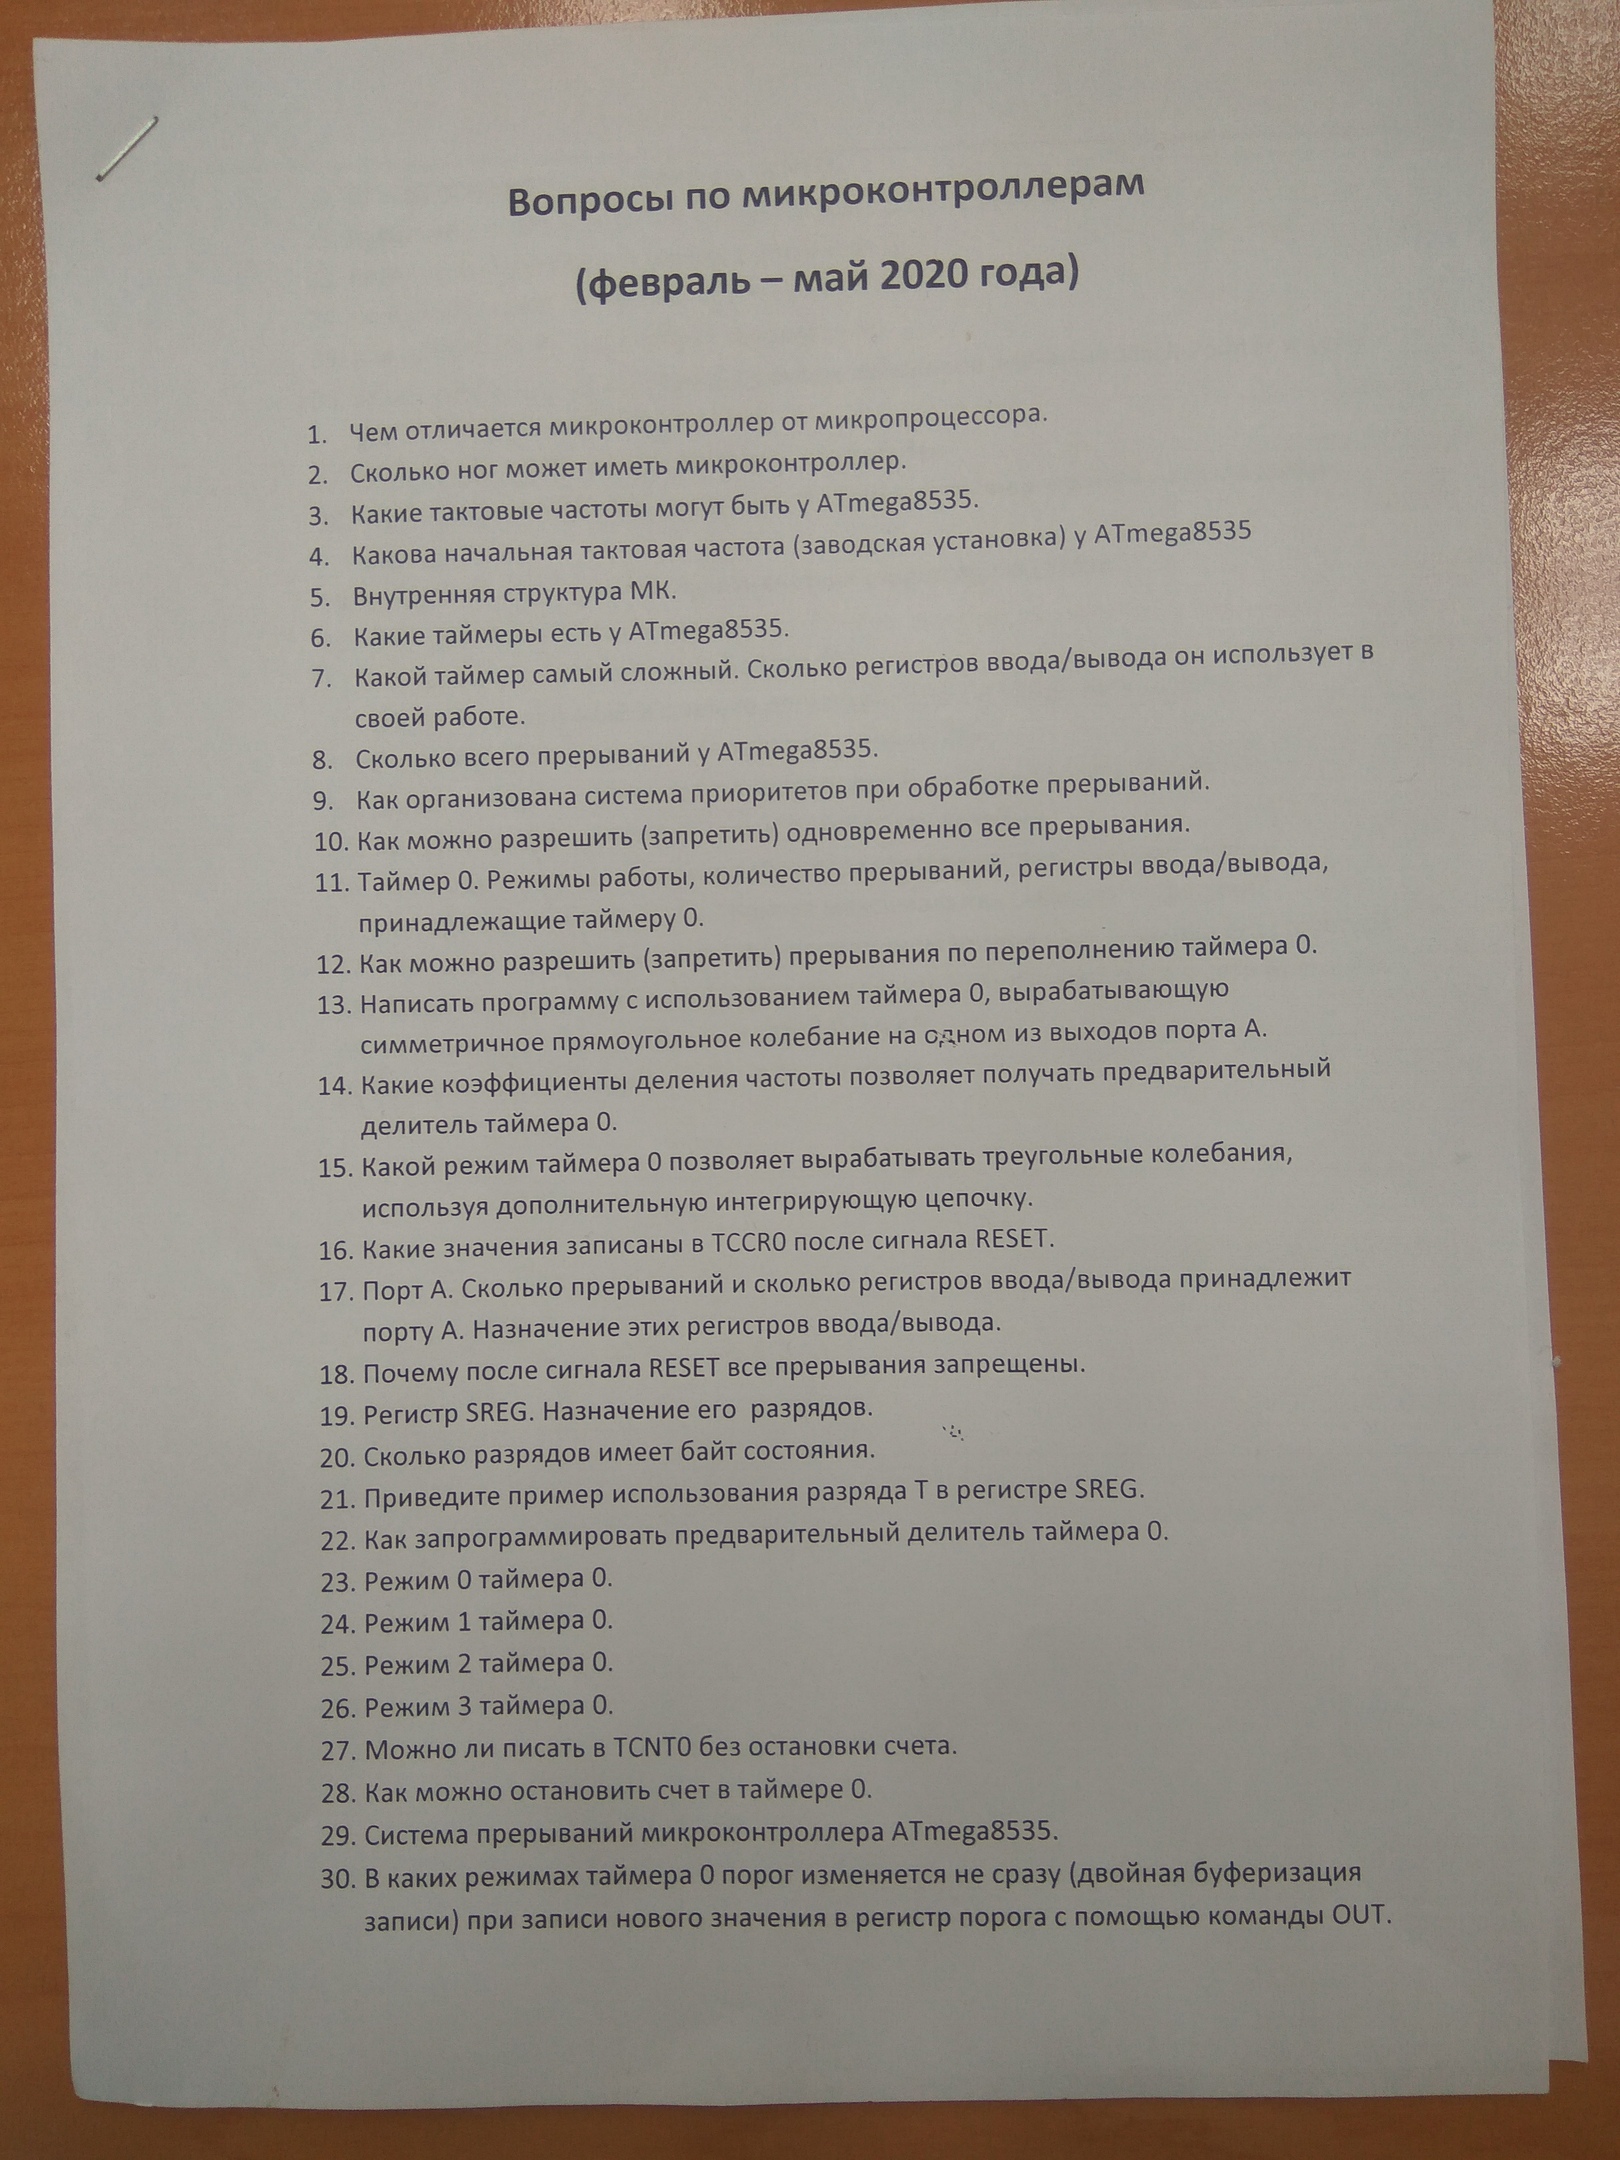 Вопросы по микроконтроллерам
(февраль – май 2020 года)
1. Чем отличается микроконтроллер от микропроцессора.
2. Сколько ног может иметь микроконтроллер.
3. Какие тактовые частоты могут быть у ATmega8535.
4. Какова начальная тактовая частота (заводская установка) у ATmega8535
5. Внутренняя структура МК.
6. Какие таймеры есть у ATmega8535.
7. Какой таймер самый сложный. Сколько регистров ввода/вывода он использует в
своей работе.
8. Сколько всего прерываний у ATmega8535.
9. Как организована система приоритетов при обработке прерываний.
10. Как можно разрешить (запретить) одновременно все прерывания.
11. Таймер 0. Режимы работы, количество прерываний, регистры ввода/вывода,
принадлежащие таймеру 0.
12. Как можно разрешить (запретить) прерывания по переполнению таймера 0.
13. Написать программу с использованием таймера 0, вырабатывающую
симметричное прямоугольное колебание на одном из выходов порта А.
14. Какие коэффициенты деления частоты позволяет получать предварительный
делитель таймера 0.
15. Какой режим таймера 0 позволяет вырабатывать треугольные колебания,
используя дополнительную интегрирующую цепочку.
16. Какие значения записаны в TCCR0 после сигнала RESET.
17. Порт А. Сколько прерываний и сколько регистров ввода/вывода принадлежит
порту А. Назначение этих регистров ввода/вывода.
18. Почему после сигнала RESET все прерывания запрещены.
19. Регистр SREG. Назначение его разрядов.
20. Сколько разрядов имеет байт состояния.
21. Приведите пример использования разряда Т в регистре SREG.
22. Как запрограммировать предварительный делитель таймера 0.
23. Режим 0 таймера 0.
24. Режим 1 таймера 0.
25. Режим 2 таймера 0.
26. Режим 3 таймера 0.
27. Можно ли писать в TCNT0 без остановки счета.
28. Как можно остановить счет в таймере 0.
29. Система прерываний микроконтроллера ATmega8535.
30. В каких режимах таймера 0 порог изменяется не сразу (двойная буферизация
записи) при записи нового значения в регистр порога с помощью команды OUT.